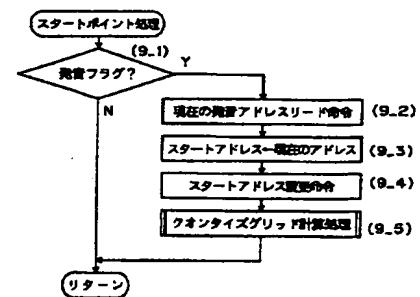 スタートポイント処理
(9_1)
発音フラグ？
Y
N
現在の発音アドレスリード命令
(9_2)
スタートアドレス←現在のアドレス
(9_3)
スタートアドレス変更命令
(9_4)
クオンタイズグリッド計算処理
(9_5)
リターン